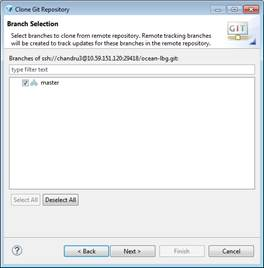 Clone Git Repository
Branch Selection
Select branches to clone from remote repository. Remote tracking branches
will be created to track updates for these branches in the remote repository.
GIT
Branches of ssh://chandru3@10.59.151.120:29418/ocean-lbg.git:
type filter text
master
Select All
Deselect All
?
< Back
Next >
Finish
Cancel